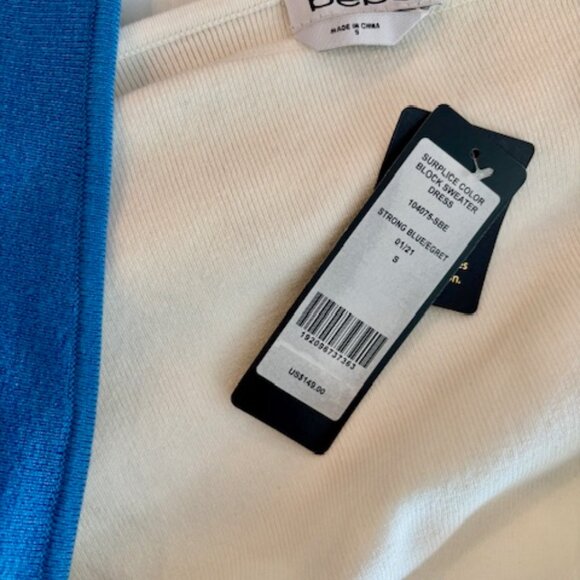 MADE IN CHINA
S
SURPLICE COLOR
BLOCK SWEATER
DRESS
104075-SBE
STRONG BLUE/EGRET
01/21
S
192096737363
US$149.00